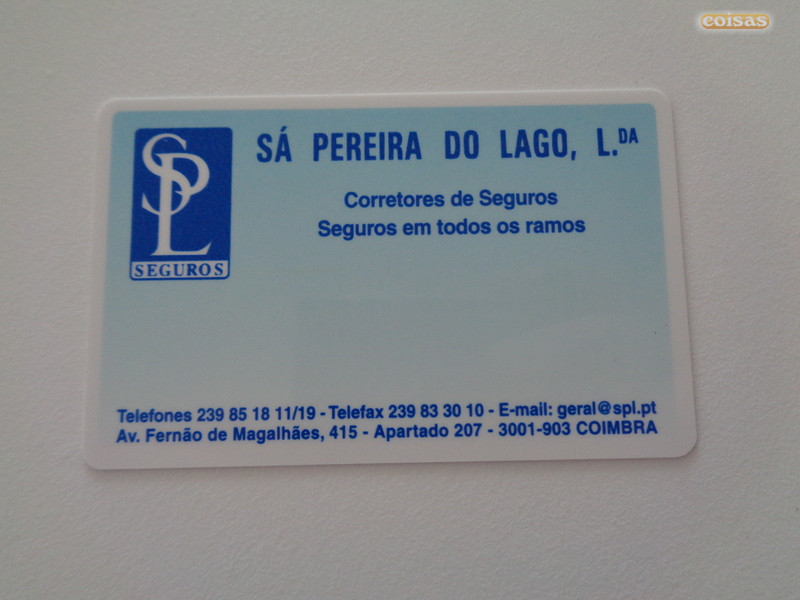 coisas
SPL
SEGUROS
SÁ PEREIRA DO LAGO, L.DA
Corretores de Seguros
Seguros em todos os ramos
Telefones 239 85 18 11/19 - Telefax 239 83 30 10 - E-mail: geral@spl.pt
Av. Fernão de Magalhães, 415 - Apartado 207 - 3001-903 COIMBRA